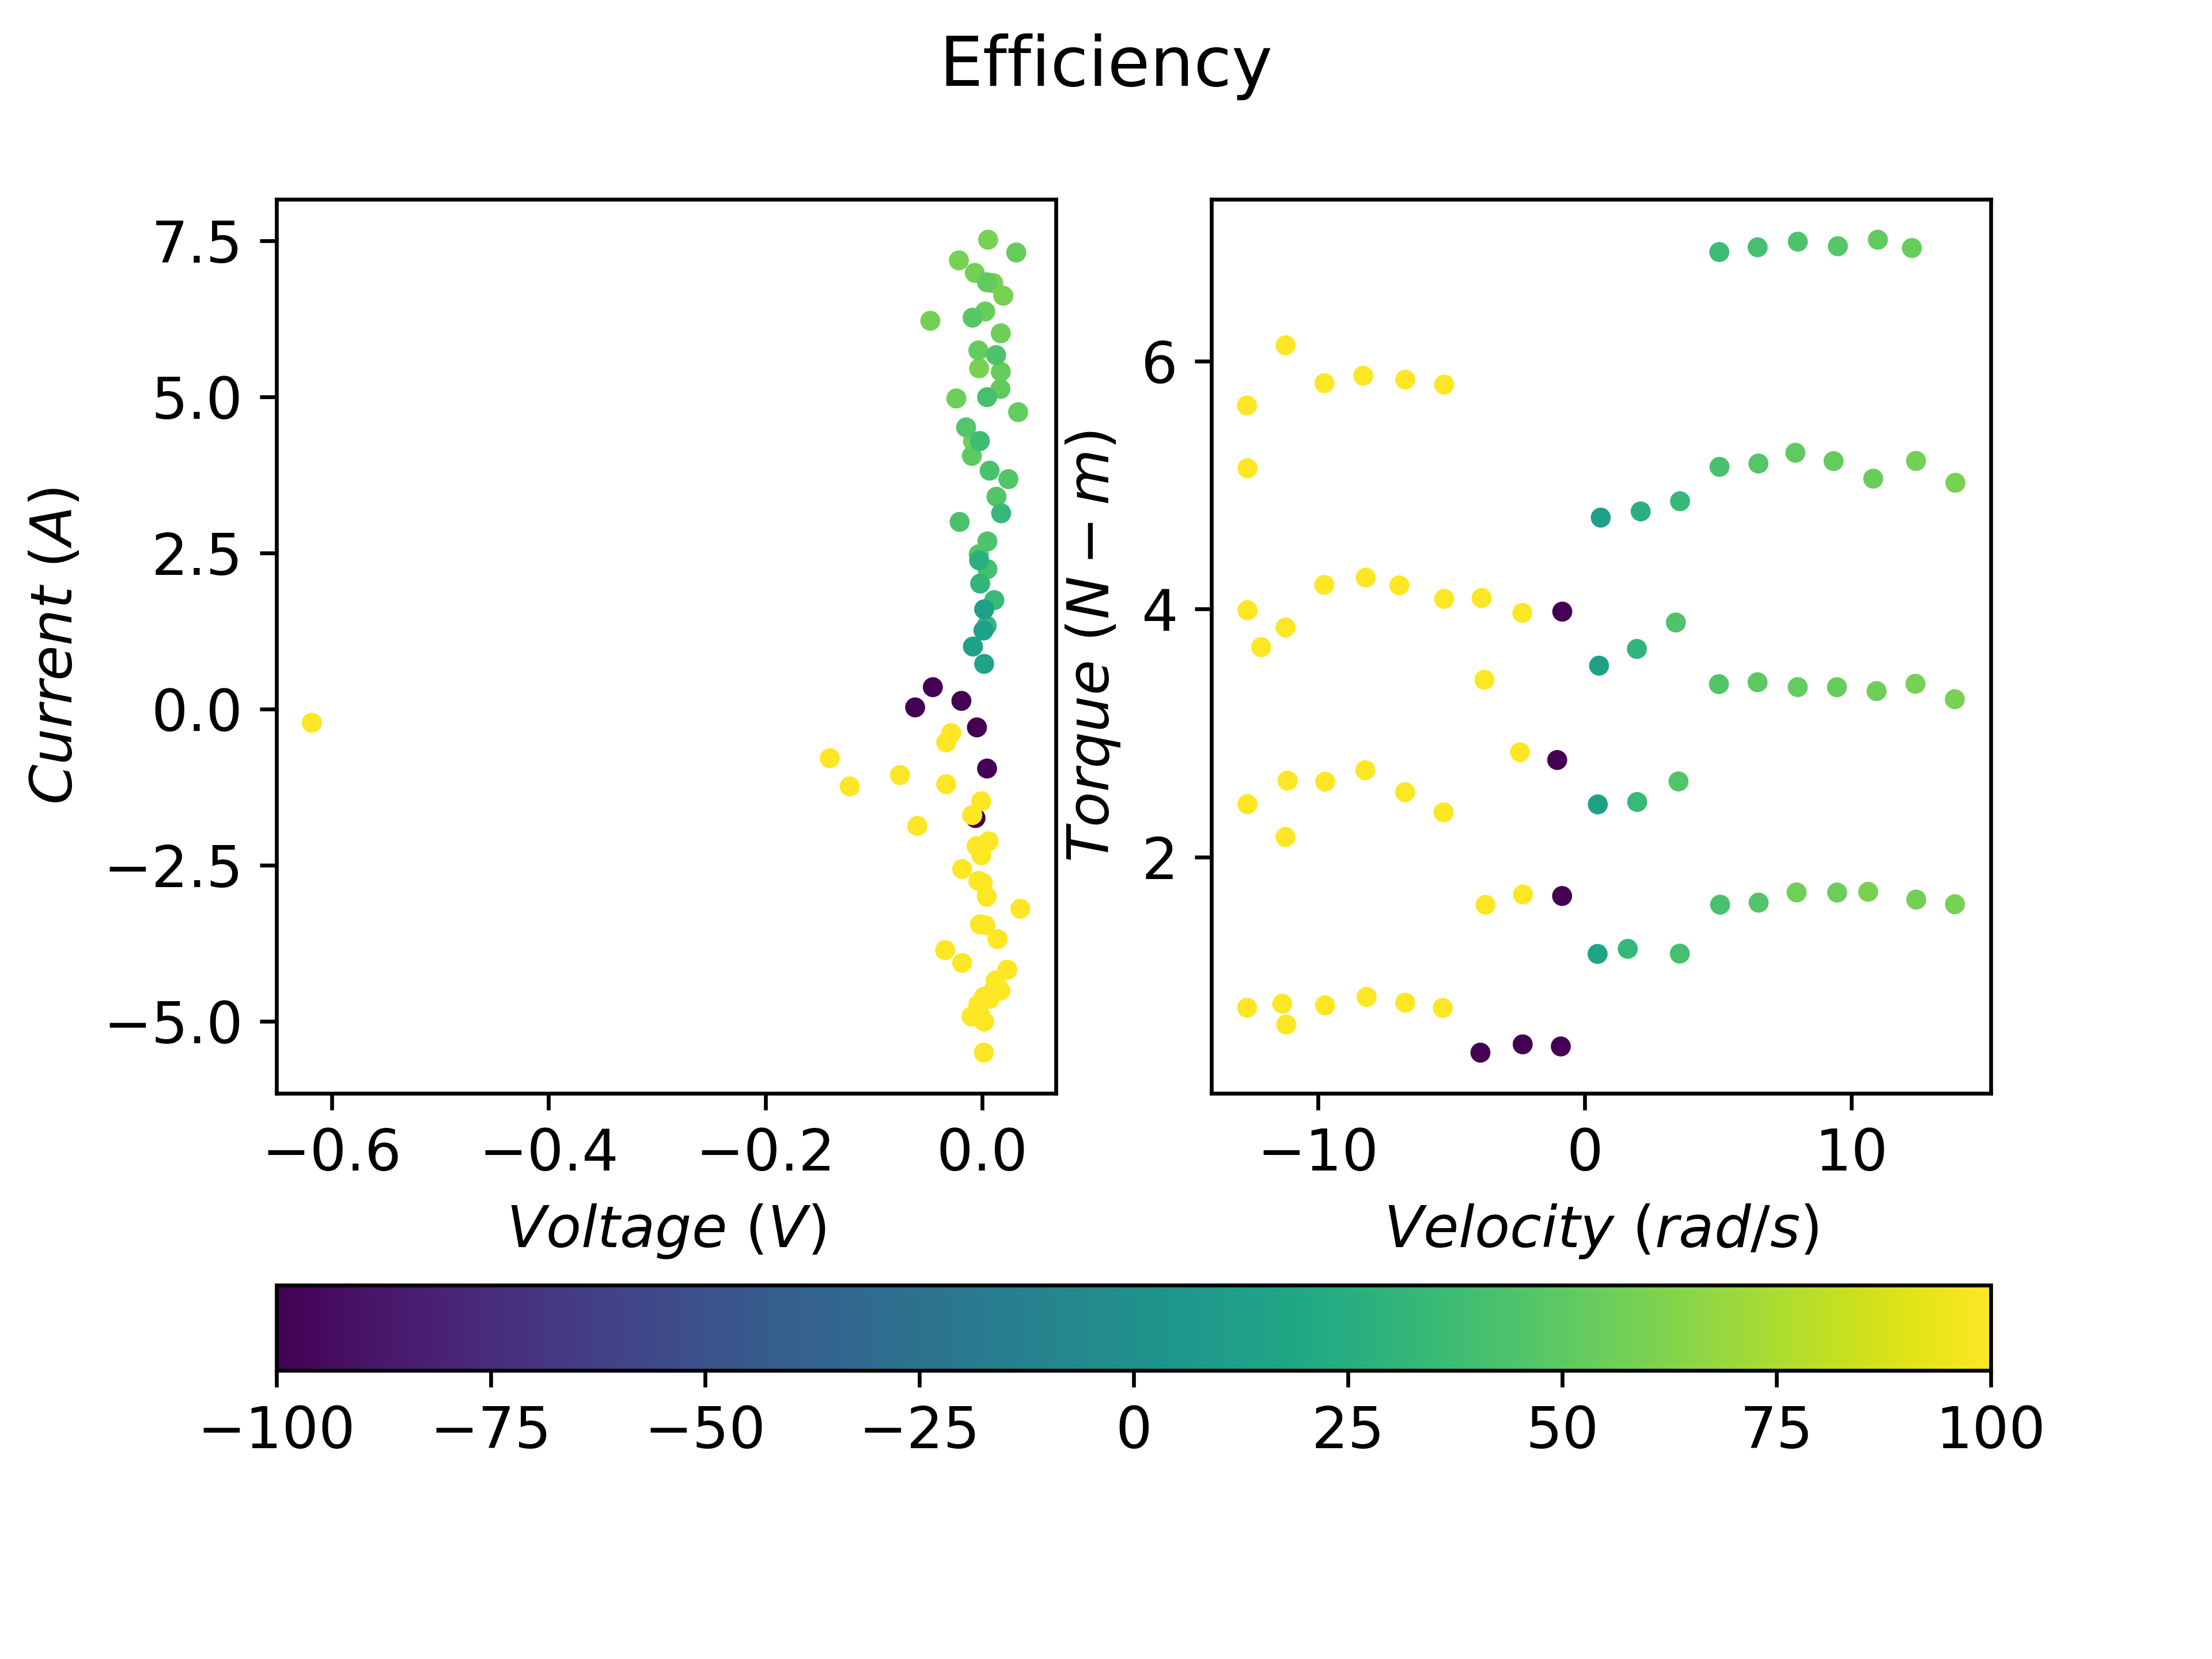 Efficiency
7.5
5.0
2.5
0.0
−2.5
−5.0
Current (A)
−0.6 −0.4 −0.2 0.0
Voltage (V)
6
4
2
Torque (N − m)
−10 0 10
Velocity (rad/s)
−100 −75 −50 −25 0 25 50 75 100